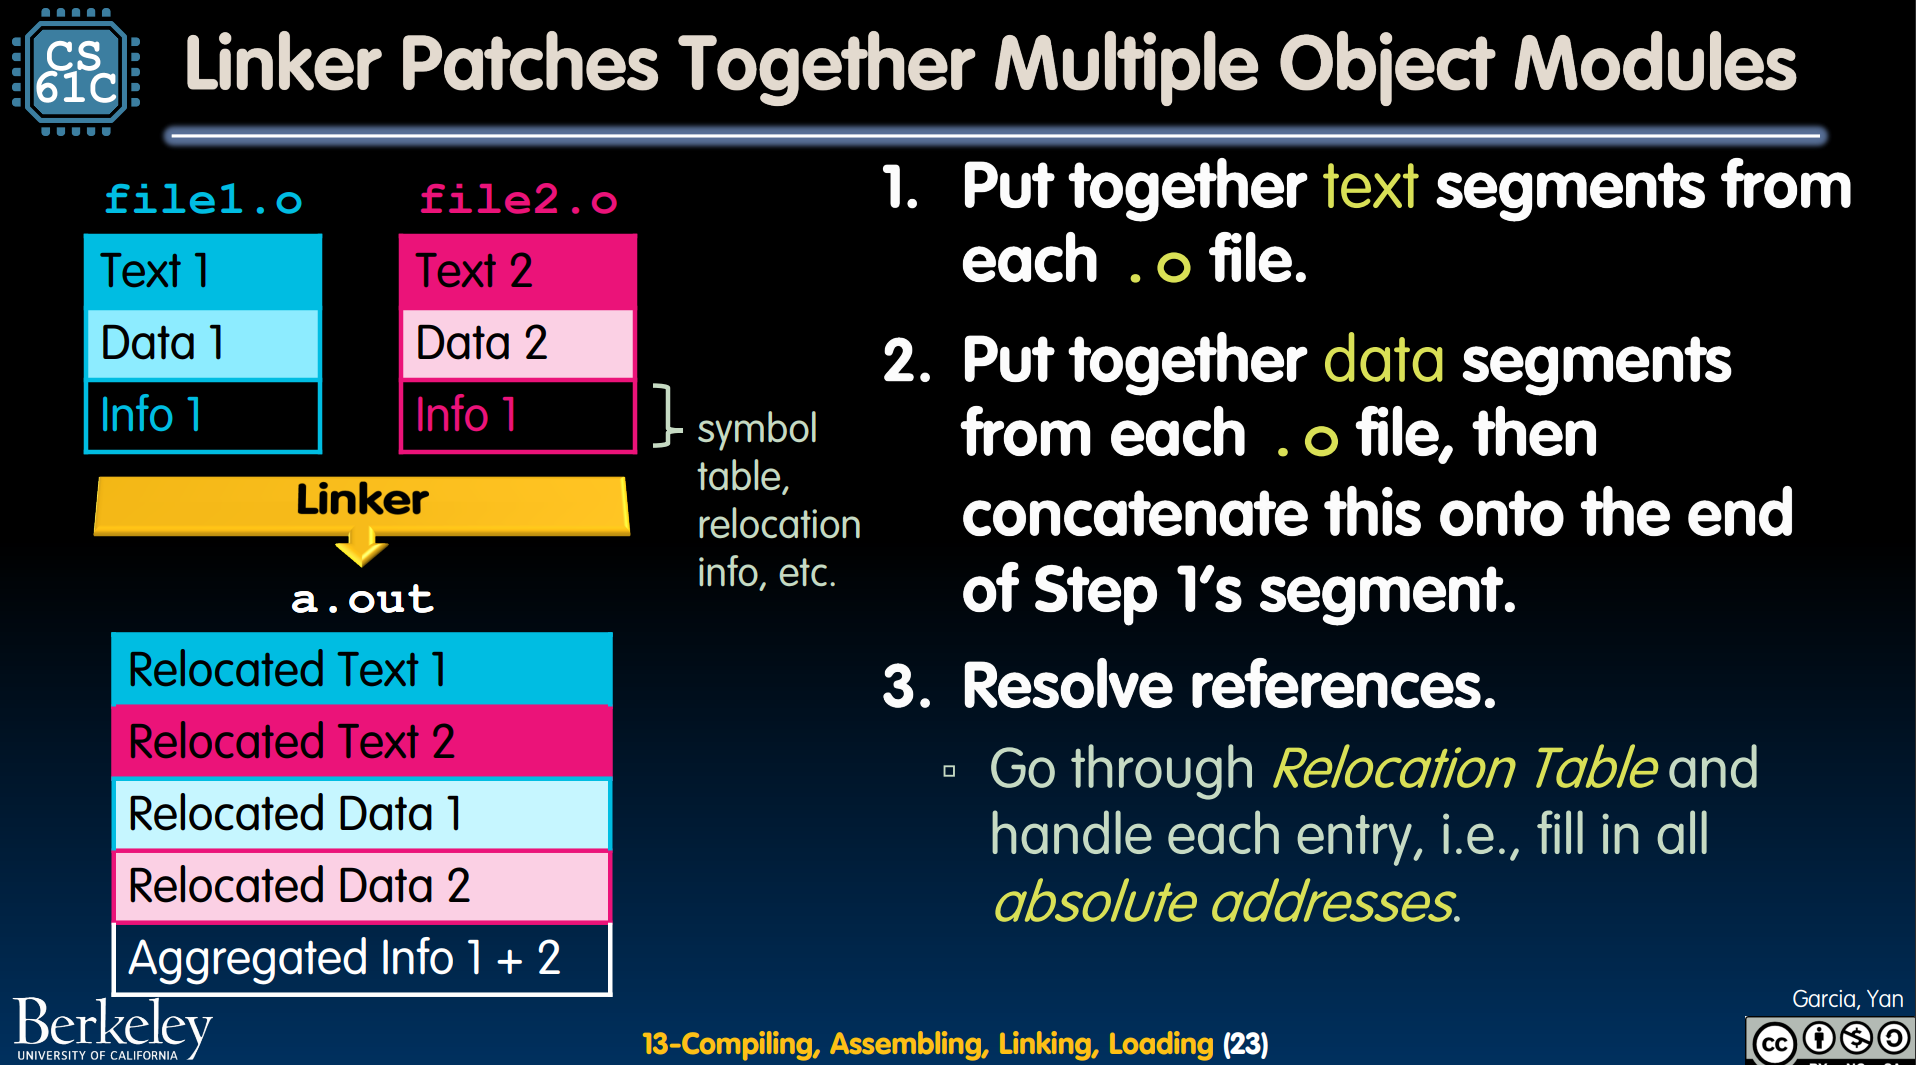 CS
61C
Linker Patches Together Multiple Object Modules
file1.o
Text 1
Data 1
Info 1
file2.o
Text 2
Data 2
Info 1
symbol
table,
relocation
info, etc.
Linker
a.out
Relocated Text 1
Relocated Text 2
Relocated Data 1
Relocated Data 2
Aggregated Info 1 + 2
1. Put together text segments from
each .o file.
2. Put together data segments
from each .o file, then
concatenate this onto the end
of Step 1’s segment.
3. Resolve references.
▫ Go through Relocation Table and
handle each entry, i.e., fill in all
absolute addresses.
Berkeley
UNIVERSITY OF CALIFORNIA
13-Compiling, Assembling, Linking, Loading (23)
Garcia, Yan
cc